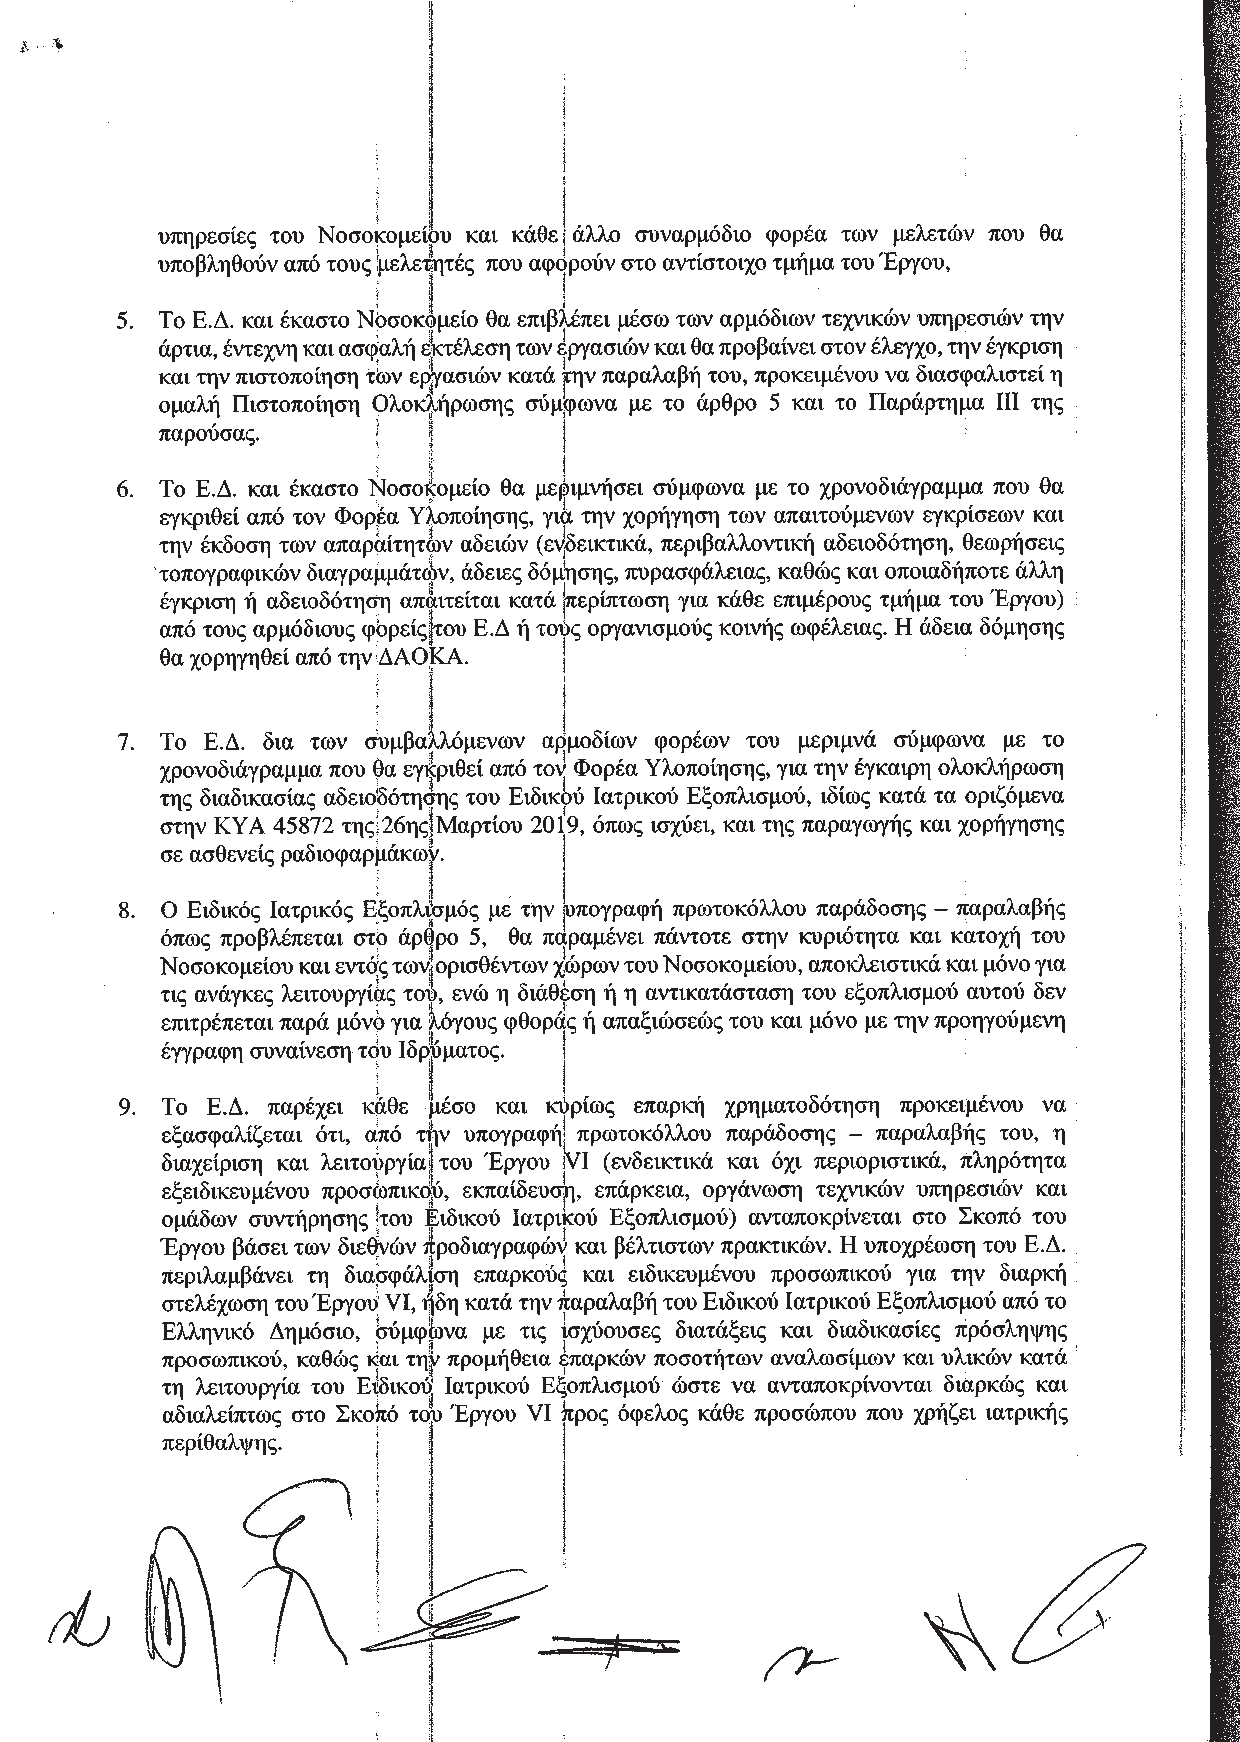 υπηρεσίες του Νοσοκομείου και κάθε άλλο συναρμόδιο φορέα των μελετών που θα
υποβληθούν από τους μελετητές που αφορούν στο αντίστοιχο τμήμα του Έργου,
5. Το Ε.Δ. και έκαστο Νοσοκομείο θα επιβλέπει μέσω των αρμόδιων τεχνικών υπηρεσιών την
άρτια, έντεχνη και ασφαλή εκτέλεση των εργασιών και θα προβαίνει στον έλεγχο, την έγκριση
και την πιστοποίηση των εργασιών κατά την παραλαβή του, προκειμένου να διασφαλιστεί η
ομαλή Πιστοποίηση Ολοκλήρωσης σύμφωνα με το άρθρο 5 και το Παράρτημα ΙΙΙ της
παρούσας.
6. Το Ε.Δ. και έκαστο Νοσοκομείο θα μεριμνήσει σύμφωνα με το χρονοδιάγραμμα που θα
εγκριθεί από τον Φορέα Υλοποίησης, για την χορήγηση των απαιτούμενων εγκρίσεων και
την έκδοση των απαραίτητων αδειών (ενδεικτικά, περιβαλλοντική αδειοδότηση, θεωρήσεις
τοπογραφικών διαγραμμάτων, άδειες δόμησης, πυρασφάλειας, καθώς και οποιαδήποτε άλλη
έγκριση ή αδειοδότηση απαιτείται κατά περίπτωση για κάθε επιμέρους τμήμα του Έργου)
από τους αρμόδιους φορείς του Ε.Δ ή τους οργανισμούς κοινής ωφέλειας. Η άδεια δόμησης
θα χορηγηθεί από την ΔΑΟΚΑ.
7. Το Ε.Δ. δια των συμβαλλόμενων αρμοδίων φορέων του μεριμνά σύμφωνα με το
χρονοδιάγραμμα που θα εγκριθεί από τον Φορέα Υλοποίησης, για την έγκαιρη ολοκλήρωση
της διαδικασίας αδειοδότησης του Ειδικού Ιατρικού Εξοπλισμού, ιδίως κατά τα οριζόμενα
στην ΚΥΑ 45872 της 26ης Μαρτίου 2019, όπως ισχύει, και της παραγωγής και χορήγησης
σε ασθενείς ραδιοφαρμάκων.
8. Ο Ειδικός Ιατρικός Εξοπλισμός με την υπογραφή πρωτοκόλλου παράδοσης – παραλαβής
όπως προβλέπεται στο άρθρο 5, θα παραμένει πάντοτε στην κυριότητα και κατοχή του
Νοσοκομείου και εντός των ορισθέντων χώρων του Νοσοκομείου, αποκλειστικά και μόνο για
τις ανάγκες λειτουργίας του, ενώ η διάθεση ή η αντικατάσταση του εξοπλισμού αυτού δεν
επιτρέπεται παρά μόνο για λόγους φθοράς ή απαξιώσεώς του και μόνο με την προηγούμενη
έγγραφη συναίνεση του Ιδρύματος.
9. Το Ε.Δ. παρέχει κάθε μέσο και κυρίως επαρκή χρηματοδότηση προκειμένου να
εξασφαλίζεται ότι, από την υπογραφή πρωτοκόλλου παράδοσης – παραλαβής του, η
διαχείριση και λειτουργία του Έργου VI (ενδεικτικά και όχι περιοριστικά, πληρότητα
εξειδικευμένου προσωπικού, εκπαίδευση, επάρκεια, οργάνωση τεχνικών υπηρεσιών και
ομάδων συντήρησης του Ειδικού Ιατρικού Εξοπλισμού) ανταποκρίνεται στο Σκοπό του
Έργου βάσει των διεθνών προδιαγραφών και βέλτιστων πρακτικών. Η υποχρέωση του Ε.Δ.
περιλαμβάνει τη διασφάλιση επαρκούς και ειδικευμένου προσωπικού για την διαρκή
στελέχωση του Έργου VI, ήδη κατά την παραλαβή του Ειδικού Ιατρικού Εξοπλισμού από το
Ελληνικό Δημόσιο, σύμφωνα με τις ισχύουσες διατάξεις και διαδικασίες πρόσληψης
προσωπικού, καθώς και την προμήθεια επαρκών ποσοτήτων αναλωσίμων και υλικών κατά
τη λειτουργία του Ειδικού Ιατρικού Εξοπλισμού ώστε να ανταποκρίνονται διαρκώς και
αδιαλείπτως στο Σκοπό του Έργου VI προς όφελος κάθε προσώπου που χρήζει ιατρικής
περίθαλψης.